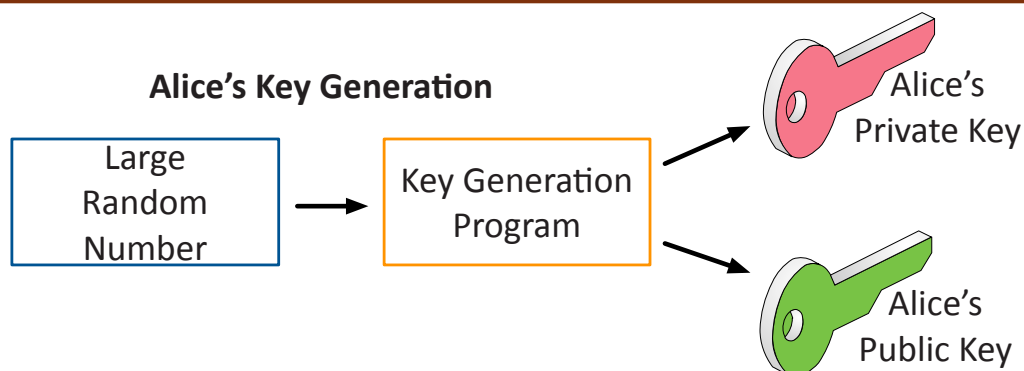 Alice’s Key Generation
Large
Random
Number
Key Generation
Program
Alice’s
Private Key
Alice’s
Public Key